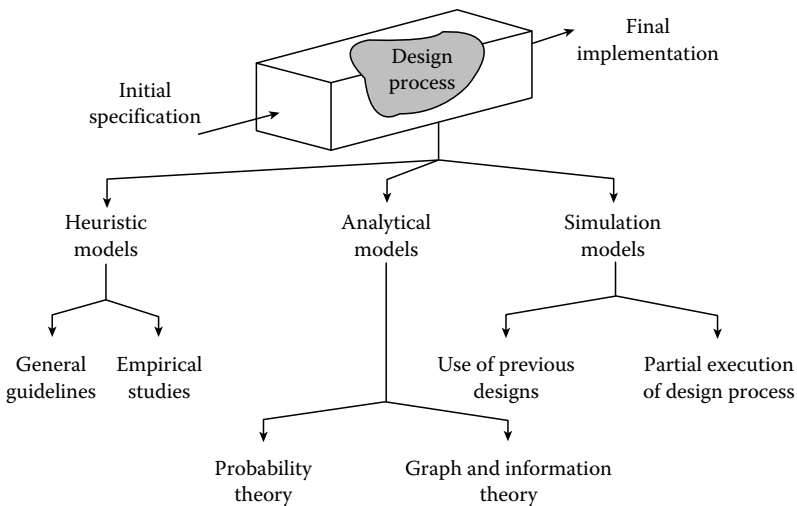 Final
implementation
Design
process
Initial
specification
Heuristic
models
Analytical
models
Simulation
models
General
guidelines
Empirical
studies
Use of previous
designs
Partial execution
of design process
Probability
theory
Graph and information
theory